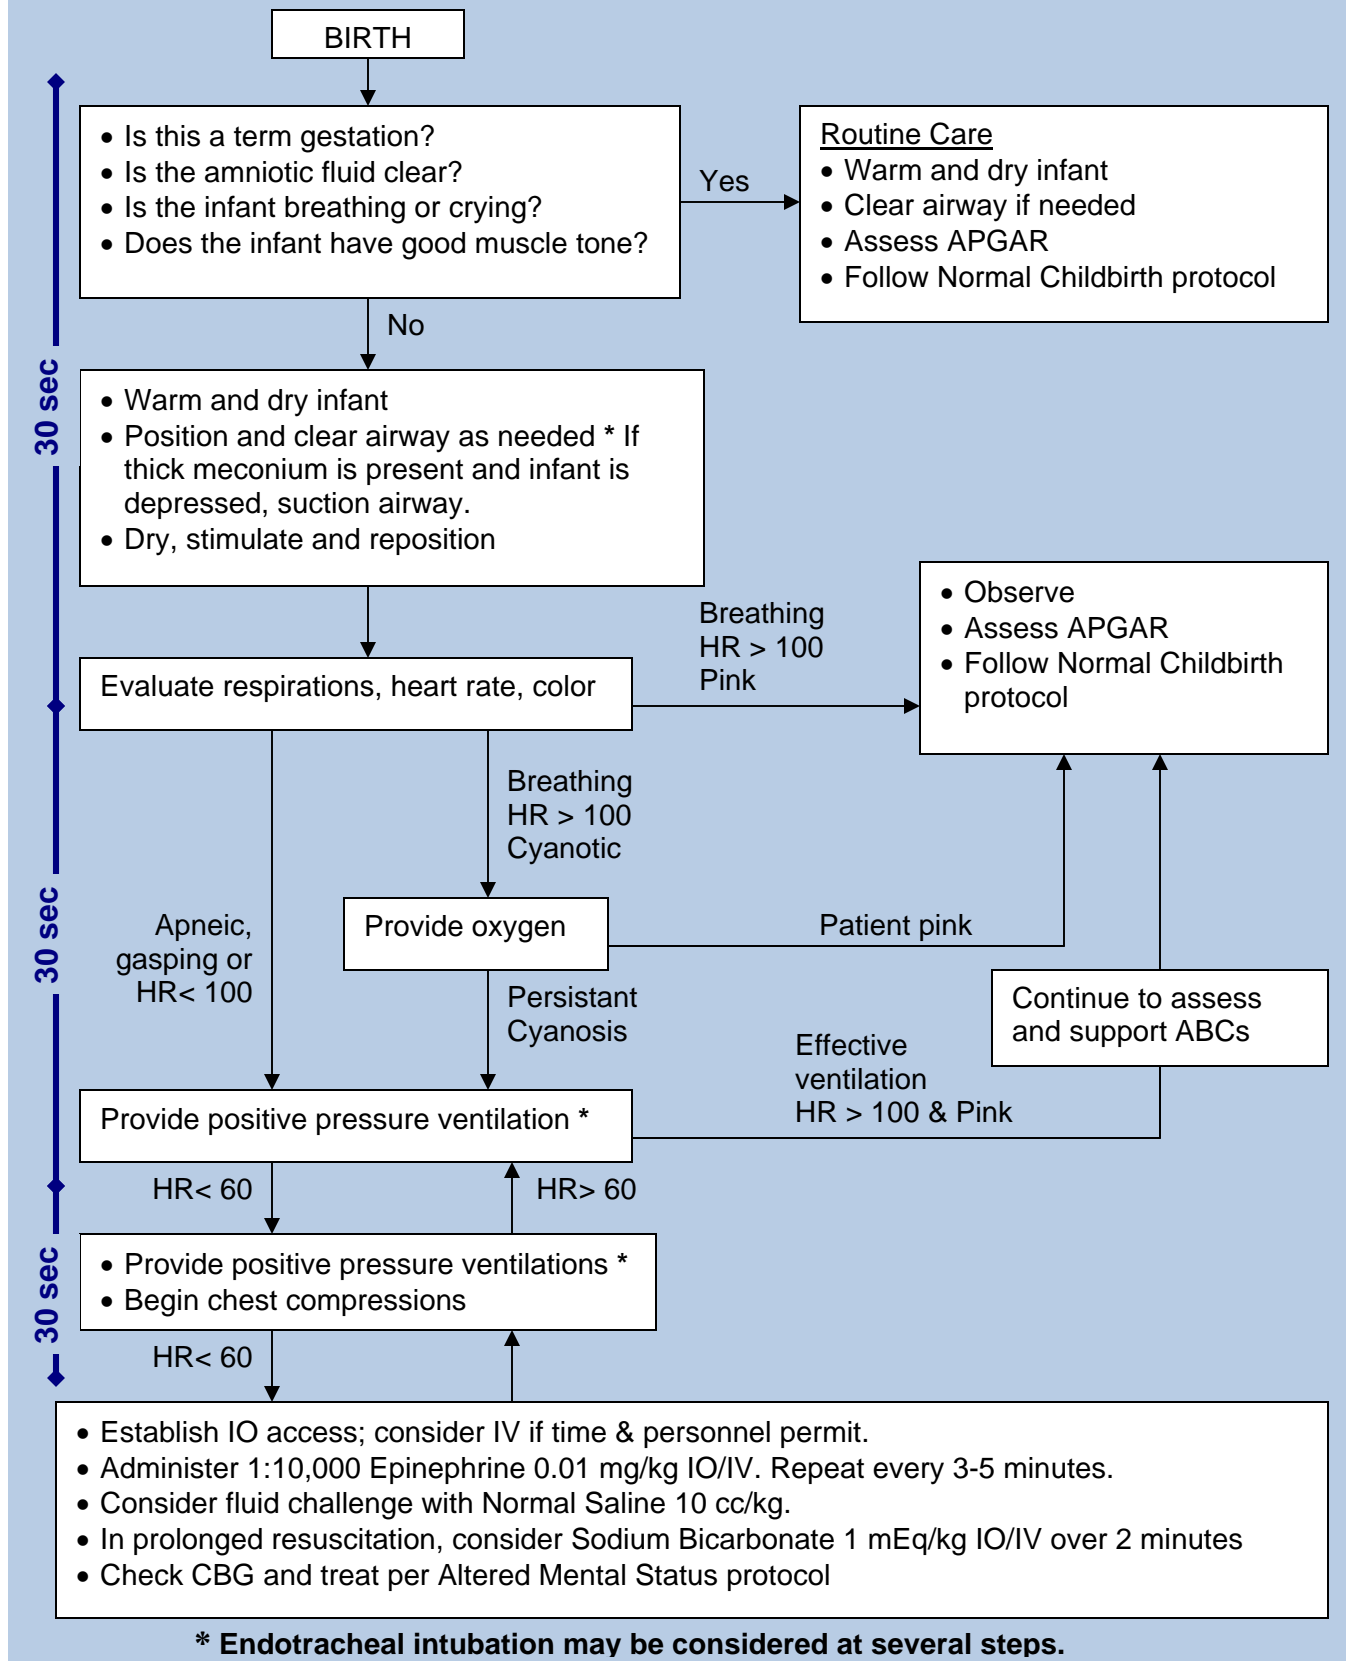 BIRTH
• Is this a term gestation?
• Is the amniotic fluid clear?
• Is the infant breathing or crying?
• Does the infant have good muscle tone?
Yes
Routine Care
• Warm and dry infant
• Clear airway if needed
• Assess APGAR
• Follow Normal Childbirth protocol
No
30 sec
• Warm and dry infant
• Position and clear airway as needed * If
thick meconium is present and infant is
depressed, suction airway.
• Dry, stimulate and reposition
Evaluate respirations, heart rate, color
Breathing
HR > 100
Pink
• Observe
• Assess APGAR
• Follow Normal Childbirth
protocol
30 sec
Apneic,
gasping or
HR< 100
Breathing
HR > 100
Cyanotic
Provide oxygen
Patient pink
Persistant
Cyanosis
Continue to assess
and support ABCs
Effective
ventilation
HR > 100 & Pink
Provide positive pressure ventilation *
HR< 60
HR> 60
30 sec
• Provide positive pressure ventilations *
• Begin chest compressions
HR< 60
• Establish IO access; consider IV if time & personnel permit.
• Administer 1:10,000 Epinephrine 0.01 mg/kg IO/IV. Repeat every 3-5 minutes.
• Consider fluid challenge with Normal Saline 10 cc/kg.
• In prolonged resuscitation, consider Sodium Bicarbonate 1 mEq/kg IO/IV over 2 minutes
• Check CBG and treat per Altered Mental Status protocol
* Endotracheal intubation may be considered at several steps.